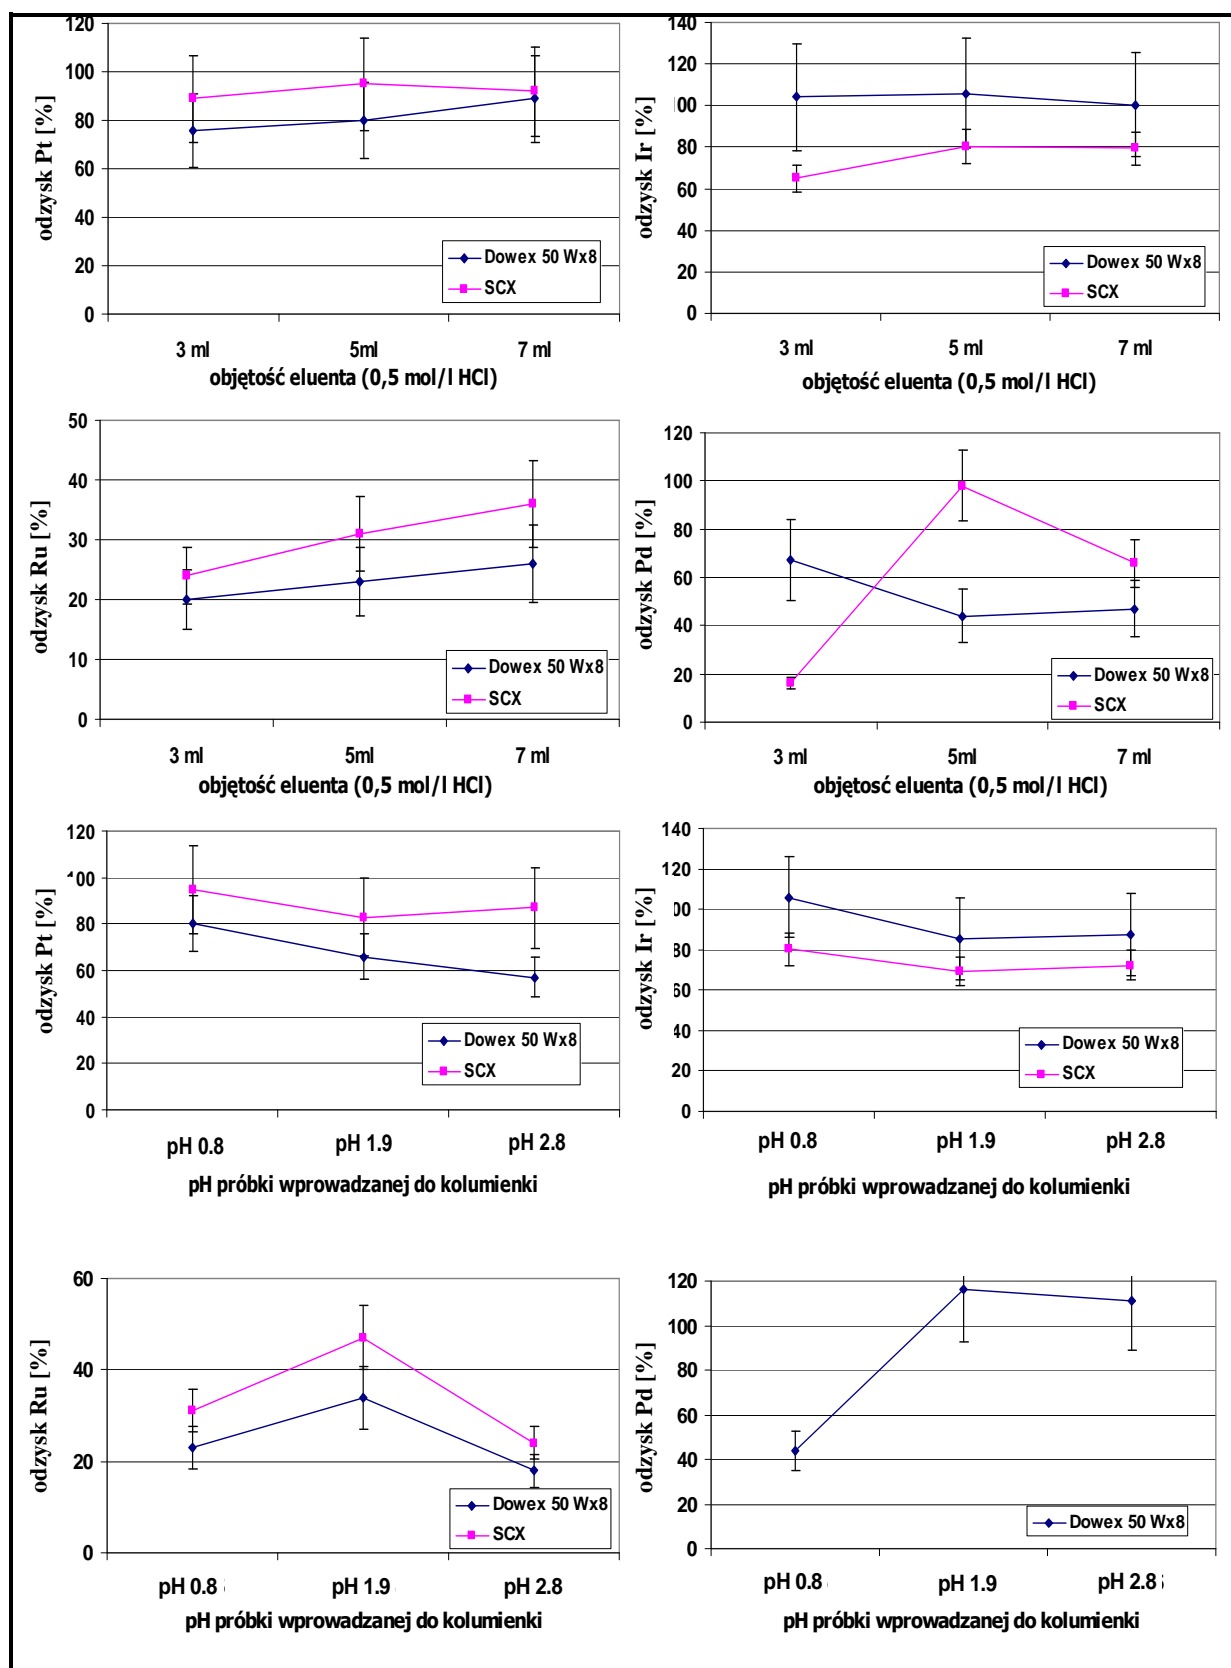 odzysk Pt [%]
120
100
80
60
40
20
0
Dowex 50 Wx8
SCX
3 ml 5ml 7 ml
objętość eluenta (0,5 mol/l HCl)
odzysk Ir [%]
140
120
100
80
60
40
20
0
Dowex 50 Wx8
SCX
3 ml 5 ml 7 ml
objętość eluenta (0,5 mol/l HCl)
odzysk Ru [%]
50
40
30
20
10
0
Dowex 50 Wx8
SCX
3 ml 5ml 7 ml
objętość eluenta (0,5 mol/l HCl)
odzysk Pd [%]
120
100
80
60
40
20
0
Dowex 50 Wx8
SCX
3 ml 5 ml 7 ml
objętość eluenta (0,5 mol/l HCl)
odzysk Pt [%]
120
100
80
60
40
20
0
Dowex 50 Wx8
SCX
pH 0.8 pH 1.9 pH 2.8
pH próbki wprowadzanej do kolumienki
odzysk Ir [%]
140
120
00
80
60
40
20
0
Dowex 50 Wx8
SCX
pH 0.8 pH 1.9 pH 2.8
pH próbki wprowadzanej do kolumienki
odzysk Ru [%]
60
40
20
0
Dowex 50 Wx8
SCX
pH 0.8 pH 1.9 pH 2.8
pH próbki wprowadzanej do kolumienki
odzysk Pd [%]
120
100
80
60
40
20
0
Dowex 50 Wx8
pH 0.8 pH 1.9 pH 2.8
pH próbki wprowadzanej do kolumienki